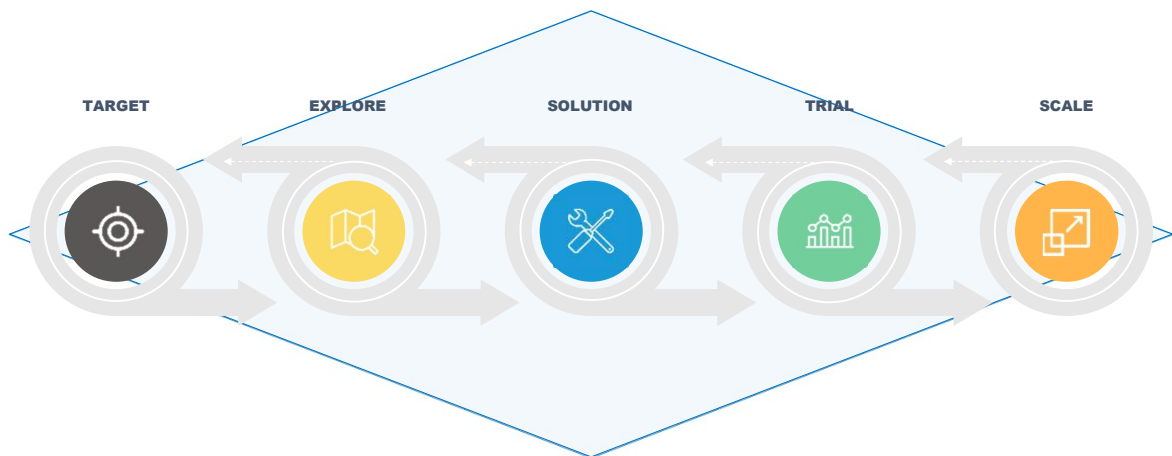 TARGET
EXPLORE
SOLUTION
TRIAL
SCALE